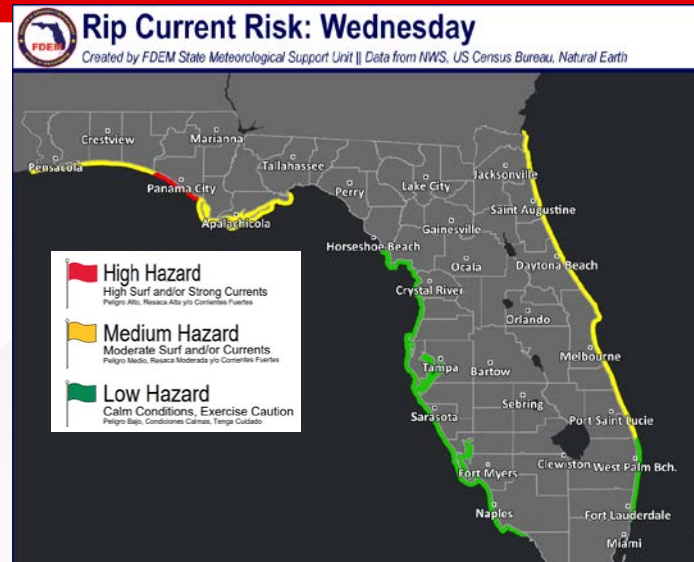 Rip Current Risk: Wednesday
Created by FDEM State Meteorological Support Unit || Data from NWS, US Census Bureau, Natural Earth
FDEM
Crestview
Marianna
Pensacola
Tallahassee
Panama City
Apalachicola
Perry
Lake City
Jacksonville
Saint Augustine
Gainesville
Horseshoe Beach
Ocala
Daytona Beach
Crystal River
Orlando
Melbourne
Tampa
Bartow
Sebring
Sarasota
Port Saint Lucie
Fort Myers
Clewiston
West Palm Bch.
Naples
Fort Lauderdale
Miami
High Hazard
High Surf and/or Strong Currents
Peligro Alto, Resaca Alta y/o Corrientes Fuertes
Medium Hazard
Moderate Surf and/or Currents
Peligro Medio, Resaca Moderada y/o Corrientes Fuertes
Low Hazard
Calm Conditions, Exercise Caution
Peligro Bajo, Condiciones Calmas, Tenga Cuidado